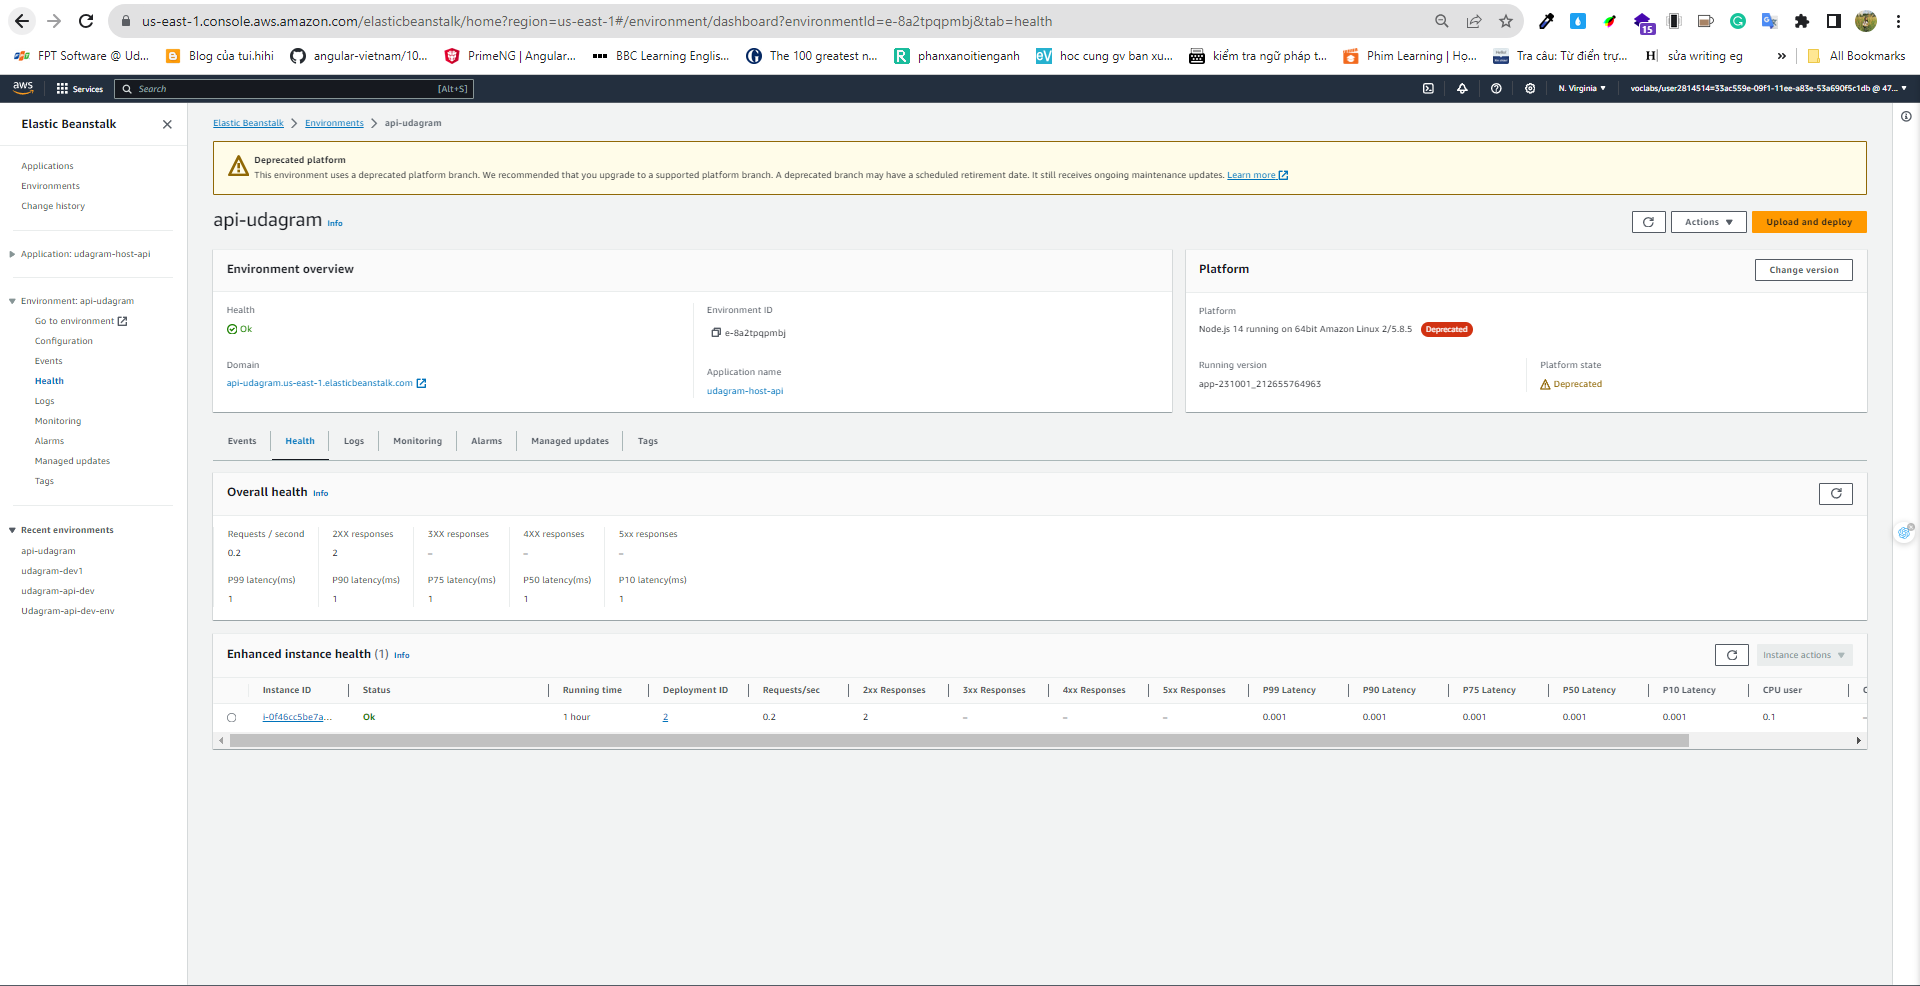 us-east-1.console.aws.amazon.com/elasticbeanstalk/home?region=us-east-1#/environment/dashboard?environmentId=e-8a2tpqpmbj&tab=health
15
FPT Software @ Ud... Blog của tui.hihi angular-vietnam/10... PrimeNG | Angular... BBC Learning Englis... The 100 greatest n... R phanxanoitienganh eV hoc cung gv ban xu... kiểm tra ngữ pháp t... Phim Learning | Họ... Tra câu: Từ điển trự... H sửa writing eg » All Bookmarks
aws Services Search [Alt+S] N. Virginia voclabs/user2814514=33ac559e-09f1-11ee-a83e-53a690f5c1db @ 47...
Elastic Beanstalk
Applications
Environments
Change history
Application: udagram-host-api
Environment: api-udagram
Go to environment
Configuration
Events
Health
Logs
Monitoring
Alarms
Managed updates
Tags
Recent environments
api-udagram
udagram-dev1
udagram-api-dev
Udagram-api-dev-env
Elastic Beanstalk Environments api-udagram
Deprecated platform
This environment uses a deprecated platform branch. We recommended that you upgrade to a supported platform branch. A deprecated branch may have a scheduled retirement date. It still receives ongoing maintenance updates. Learn more
api-udagram Info
Actions Upload and deploy
Environment overview
Health
Ok
Domain
api-udagram.us-east-1.elasticbeanstalk.com
Environment ID
e-8a2tpqpmbj
Application name
udagram-host-api
Platform Change version
Platform
Node.js 14 running on 64bit Amazon Linux 2/5.8.5 Deprecated
Running version
app-231001_212655764963
Platform state
Deprecated
Events Health Logs Monitoring Alarms Managed updates Tags
Overall health Info
Requests / second 2XX responses 3XX responses 4XX responses 5xx responses
0.2 2 – – –
P99 latency(ms) P90 latency(ms) P75 latency(ms) P50 latency(ms) P10 latency(ms)
1 1 1 1 1
Enhanced instance health (1) Info
Instance actions
Instance ID Status Running time Deployment ID Requests/sec 2xx Responses 3xx Responses 4xx Responses 5xx Responses P99 Latency P90 Latency P75 Latency P50 Latency P10 Latency CPU user
i-0f46cc5be7a... Ok 1 hour 2 0.2 2 – – – 0.001 0.001 0.001 0.001 0.001 0.1 –